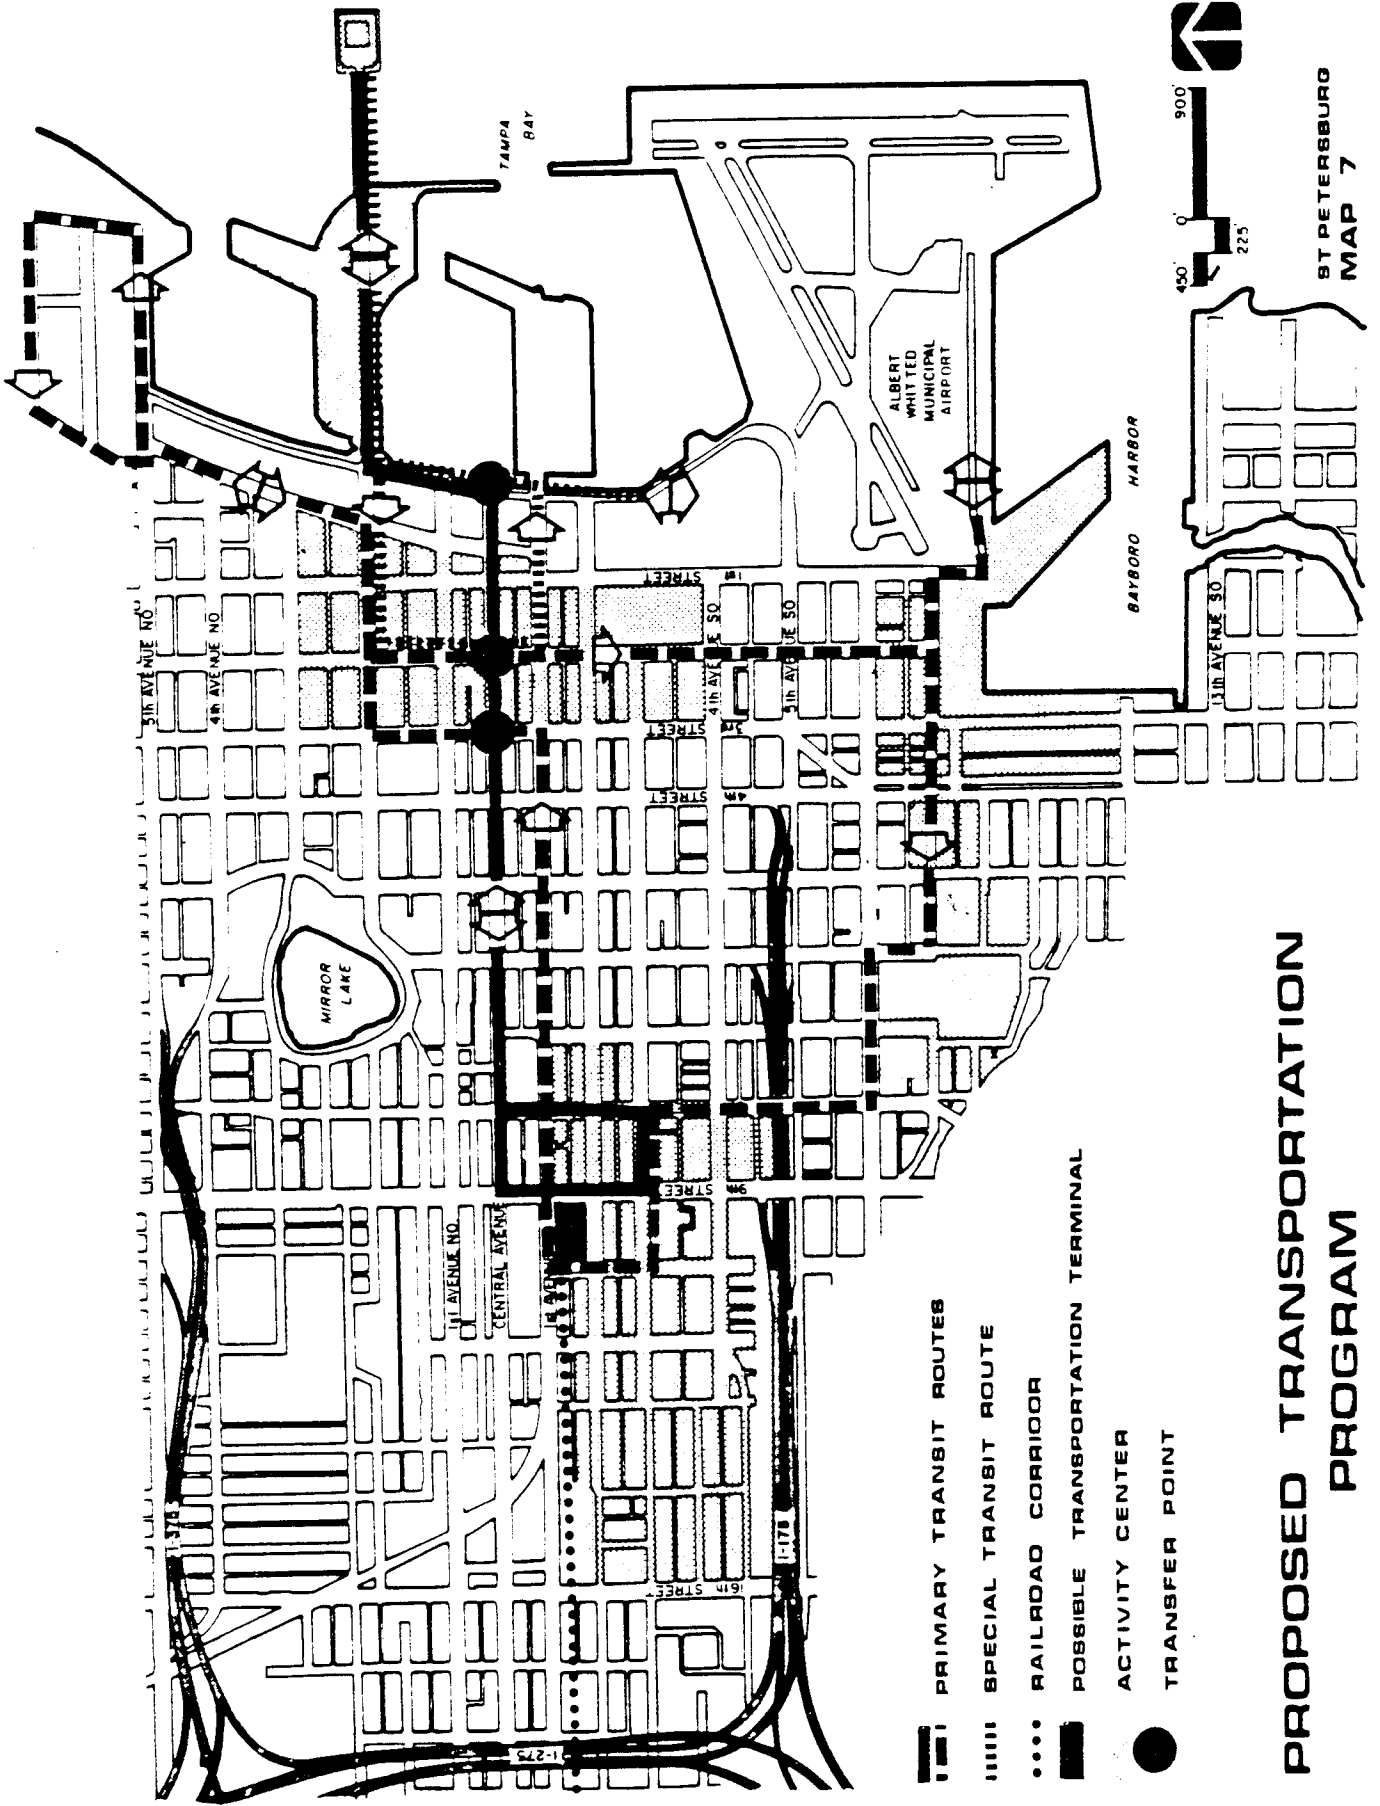 TAMPA
BAY
ALBERT
WHITTED
MUNICIPAL
AIRPORT
BAYBORO HARBOR
MIRROR
LAKE
5th AVENUE NO
4th AVENUE NO
1st AVENUE NO
CENTRAL AVENUE
1st AVE
4th AVENUE SO
5th AVENUE SO
13th AVENUE SO
1st STREET
3rd STREET
4th STREET
9th STREET
16th STREET
I-375
I-175
I-275
450' 0' 900'
225'
ST PETERSBURG
MAP 7
PRIMARY TRANSIT ROUTES
SPECIAL TRANSIT ROUTE
RAILROAD CORRIDOR
POSSIBLE TRANSPORTATION TERMINAL
ACTIVITY CENTER
TRANSFER POINT
PROPOSED TRANSPORTATION
PROGRAM